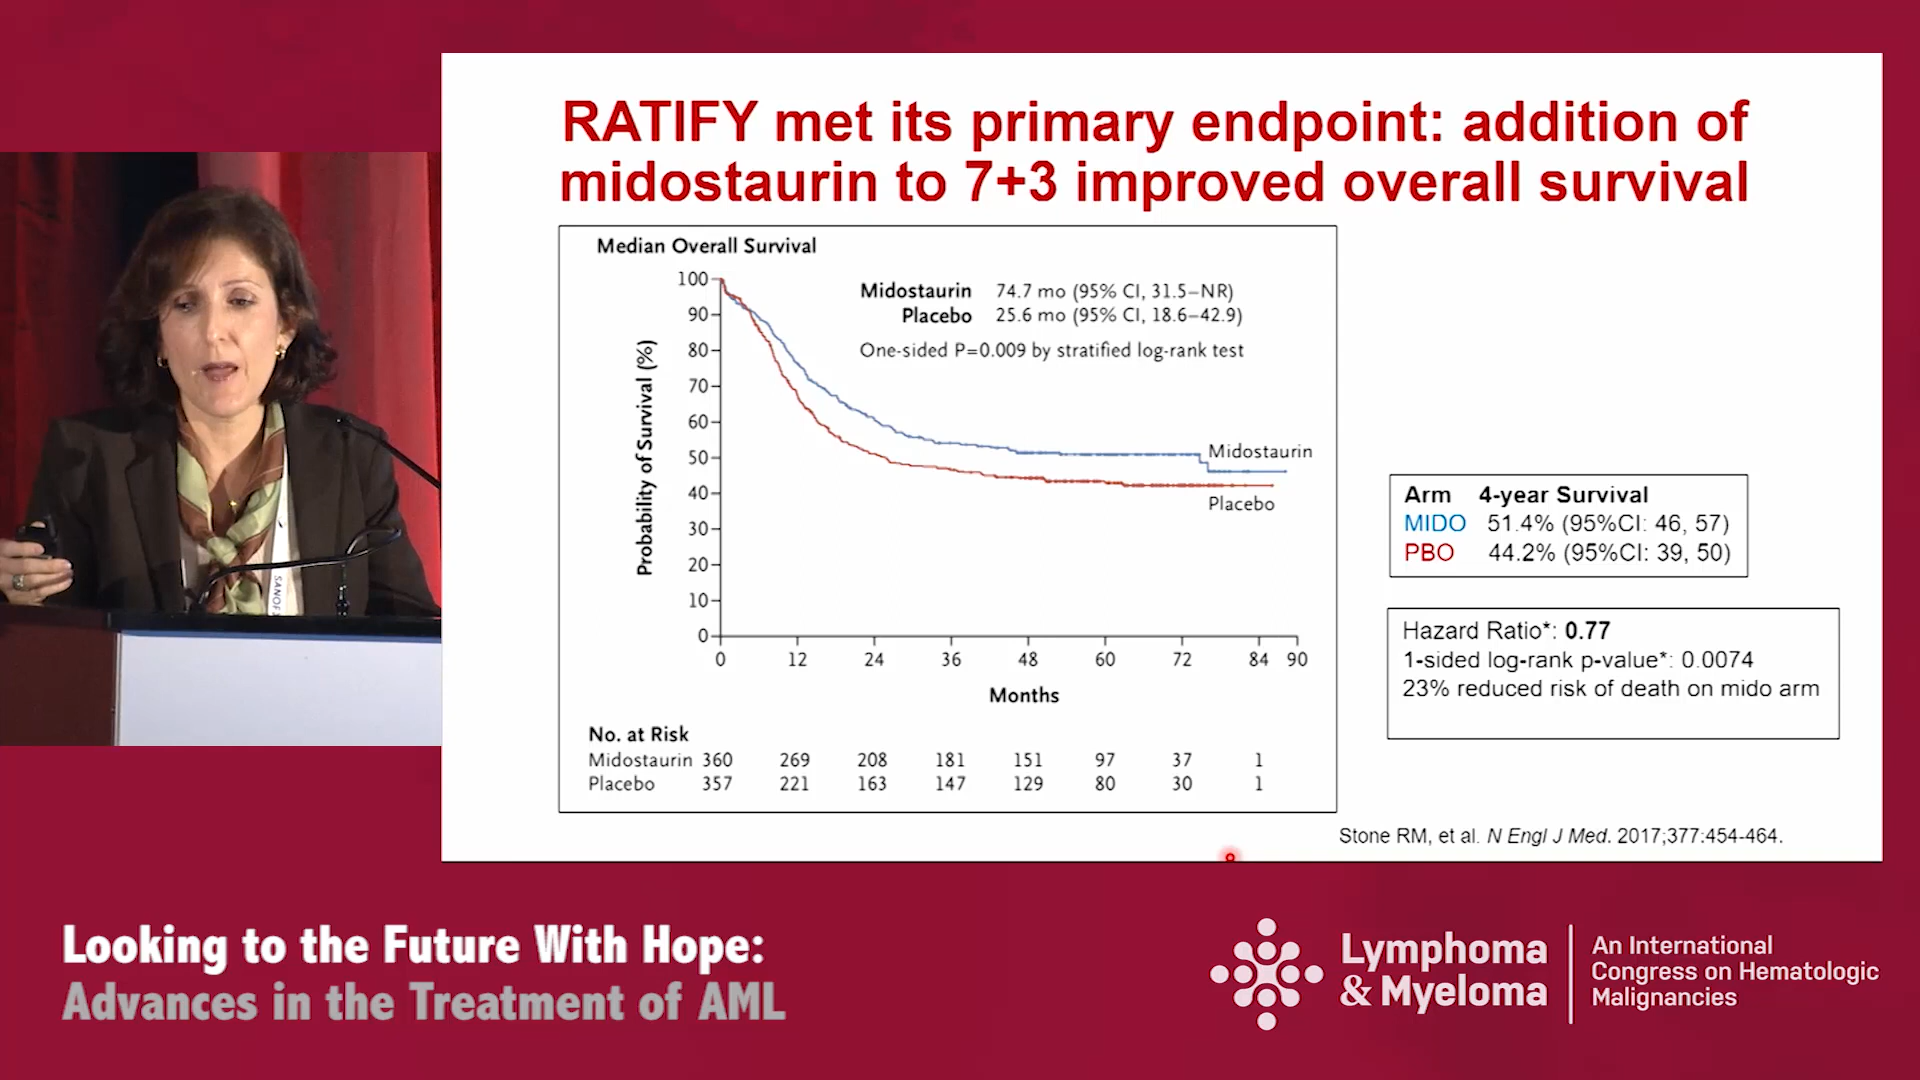 RATIFY met its primary endpoint: addition of
midostaurin to 7+3 improved overall survival
Median Overall Survival
Probability of Survival (%)
100
90
80
70
60
50
40
30
20
10
0
Midostaurin 74.7 mo (95% CI, 31.5–NR)
Placebo 25.6 mo (95% CI, 18.6–42.9)
One-sided P=0.009 by stratified log-rank test
Midostaurin
Placebo
0 12 24 36 48 60 72 84 90
Months
No. at Risk
Midostaurin 360 269 208 181 151 97 37 1
Placebo 357 221 163 147 129 80 30 1
Arm 4-year Survival
MIDO 51.4% (95%CI: 46, 57)
PBO 44.2% (95%CI: 39, 50)
Hazard Ratio*: 0.77
1-sided log-rank p-value*: 0.0074
23% reduced risk of death on mido arm
Stone RM, et al. N Engl J Med. 2017;377:454-464.
SANOF
Looking to the Future With Hope:
Advances in the Treatment of AML
Lymphoma
& Myeloma
An International
Congress on Hematologic
Malignancies